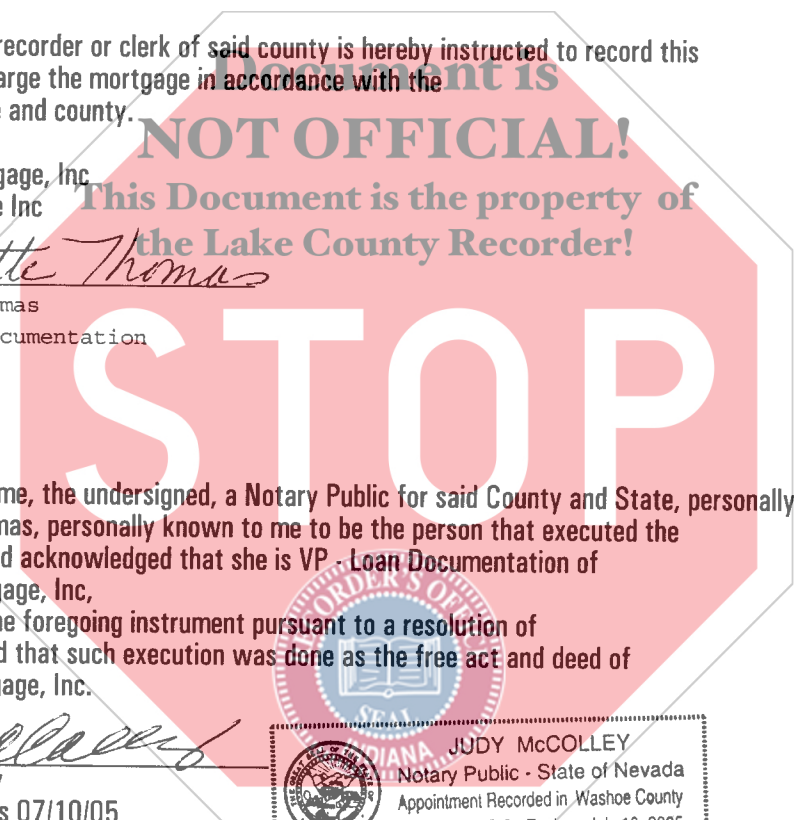 recorder or clerk of said county is hereby instructed to record this
arge the mortgage in accordance with the
e and county.
Document is
NOT OFFICIAL!
This Document is the property of
the Lake County Recorder!
gage, Inc
e Inc
tte Thomas
mas
cumentation
STOP
me, the undersigned, a Notary Public for said County and State, personally
mas, personally known to me to be the person that executed the
d acknowledged that she is VP - Loan Documentation of
gage, Inc,
ne foregoing instrument pursuant to a resolution of
d that such execution was done as the free act and deed of
gage, Inc.
RECORDER'S OFFICE
SEAL
INDIANA
JUDY McCOLLEY
Notary Public - State of Nevada
Appointment Recorded in Washoe County
s 07/10/05